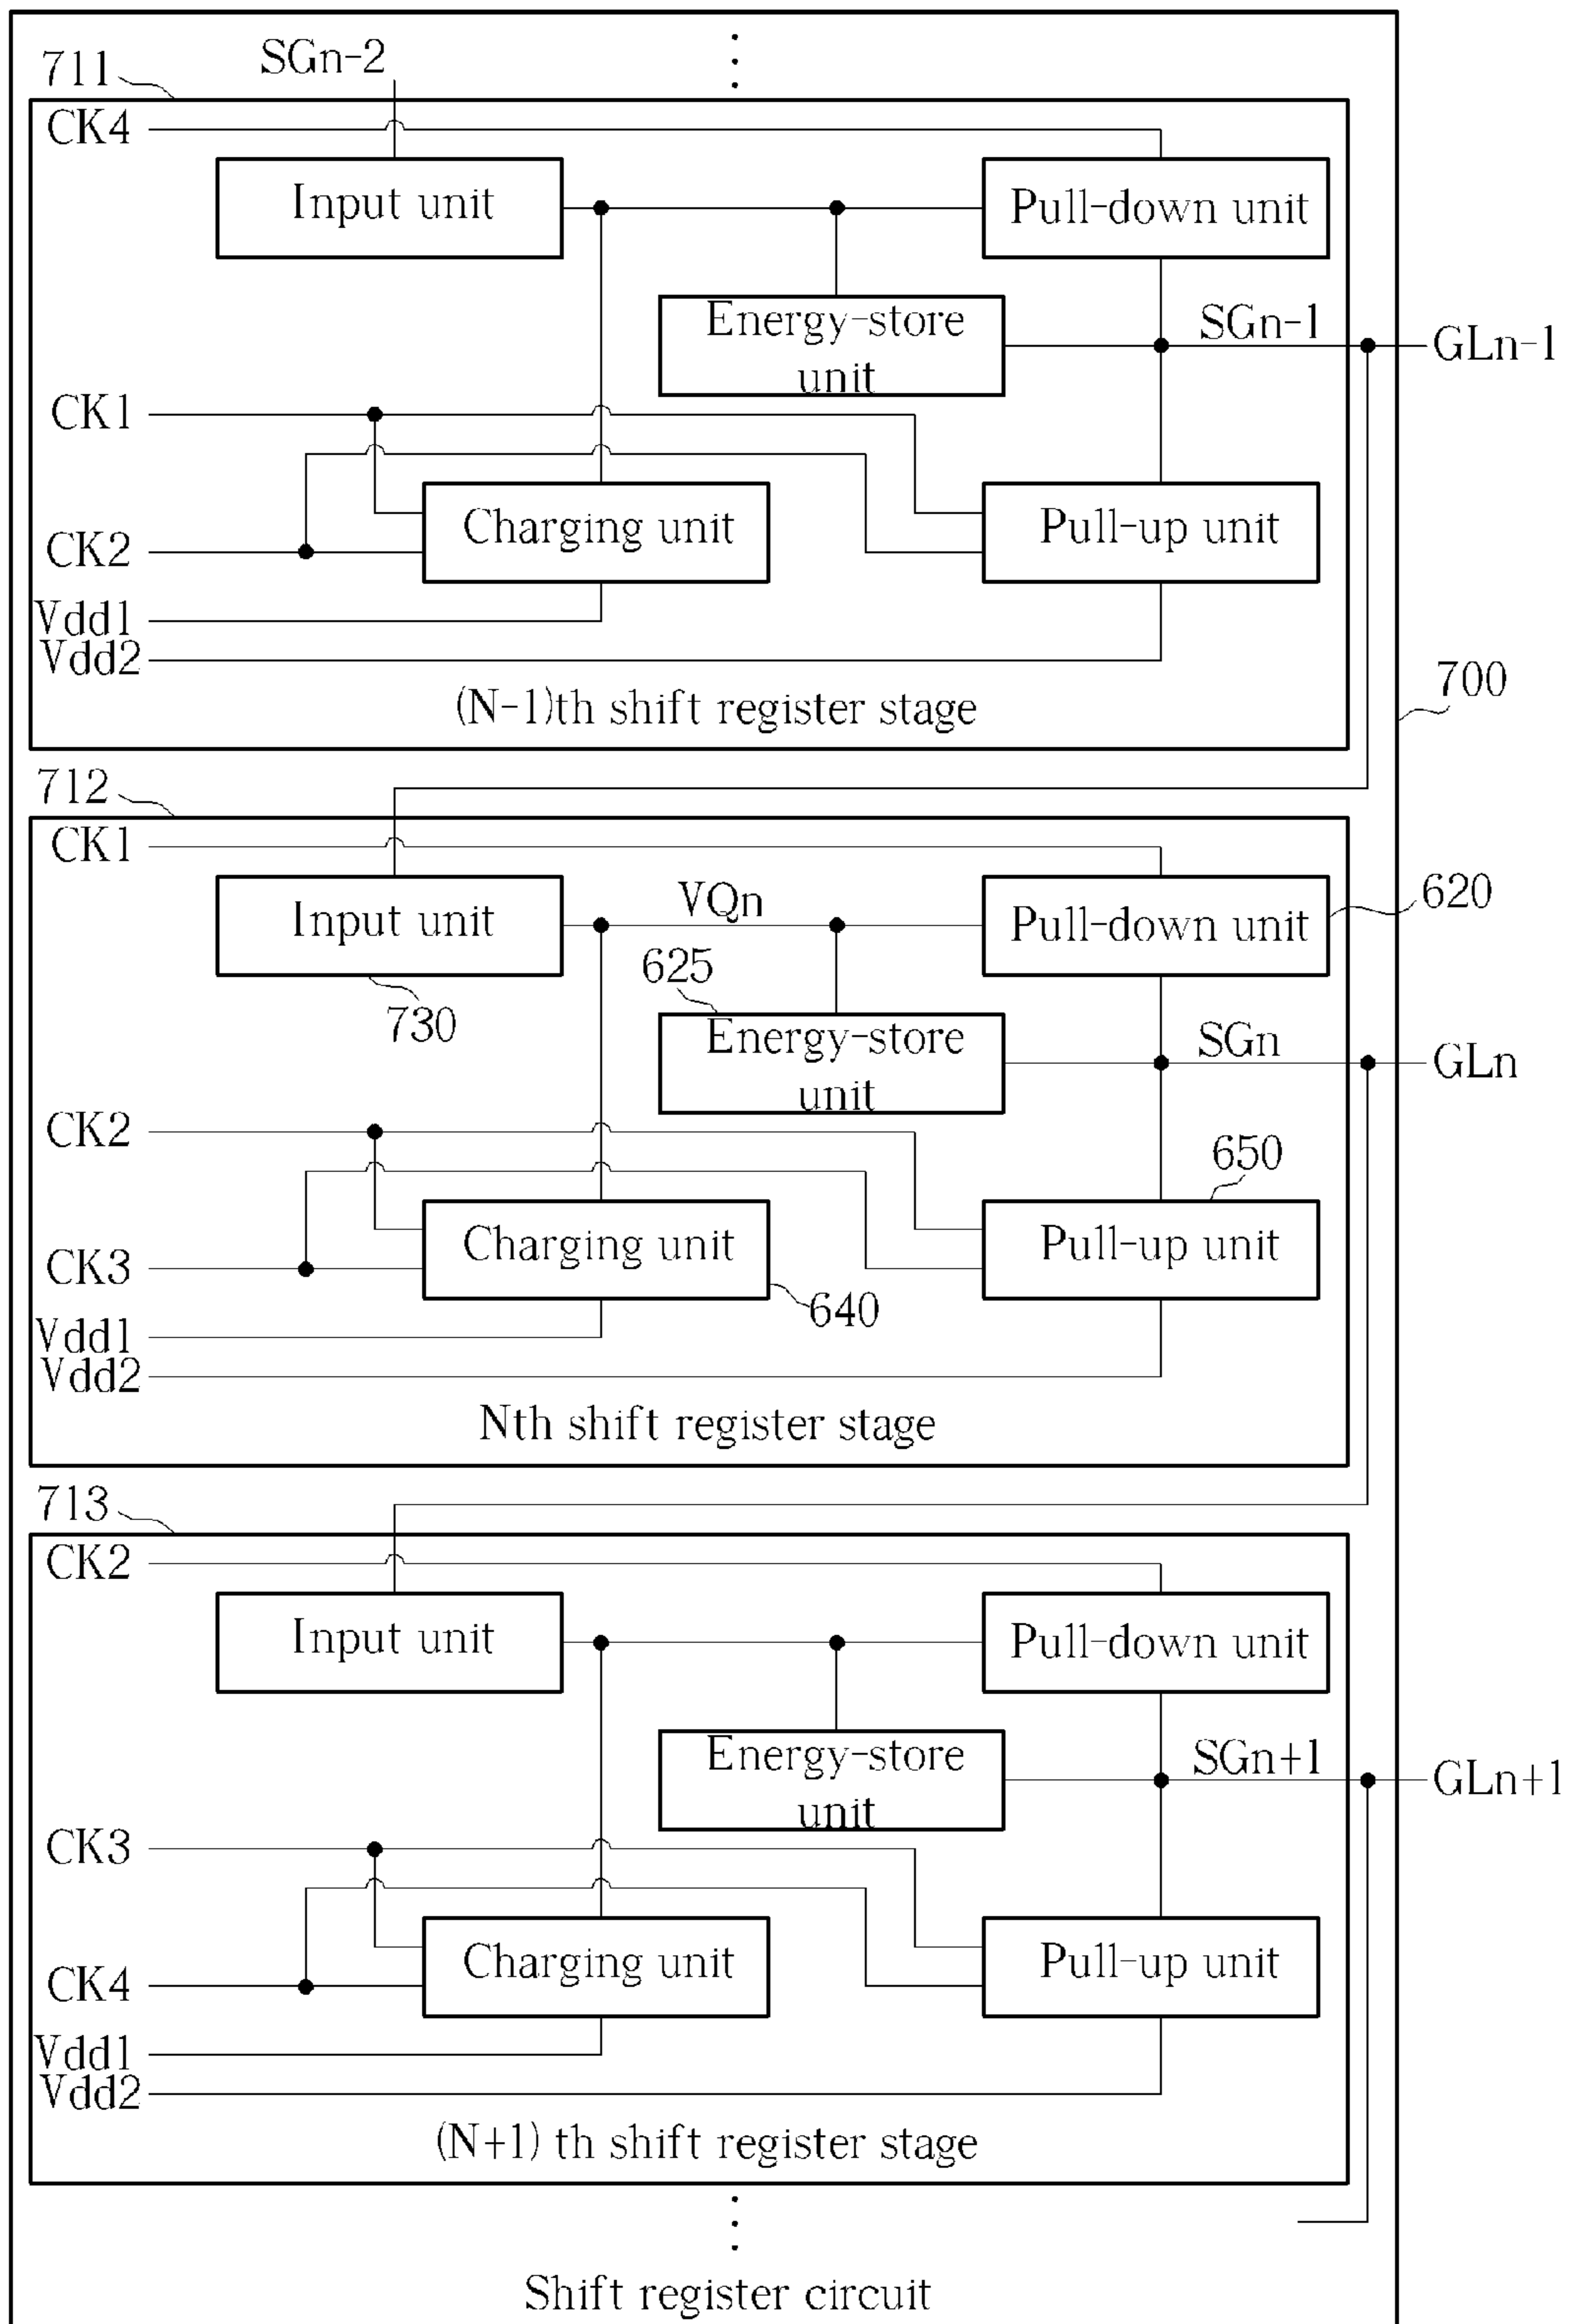 SGn-2
711
CK4
Input unit
Pull-down unit
Energy-store
unit
SGn-1
GLn-1
CK1
Charging unit
Pull-up unit
CK2
Vdd1
Vdd2
(N-1)th shift register stage
700
712
CK1
Input unit
VQn
Pull-down unit
620
730
625
Energy-store
unit
SGn
GLn
CK2
650
Charging unit
Pull-up unit
CK3
640
Vdd1
Vdd2
Nth shift register stage
713
CK2
Input unit
Pull-down unit
Energy-store
unit
SGn+1
GLn+1
CK3
Charging unit
Pull-up unit
CK4
Vdd1
Vdd2
(N+1) th shift register stage
Shift register circuit